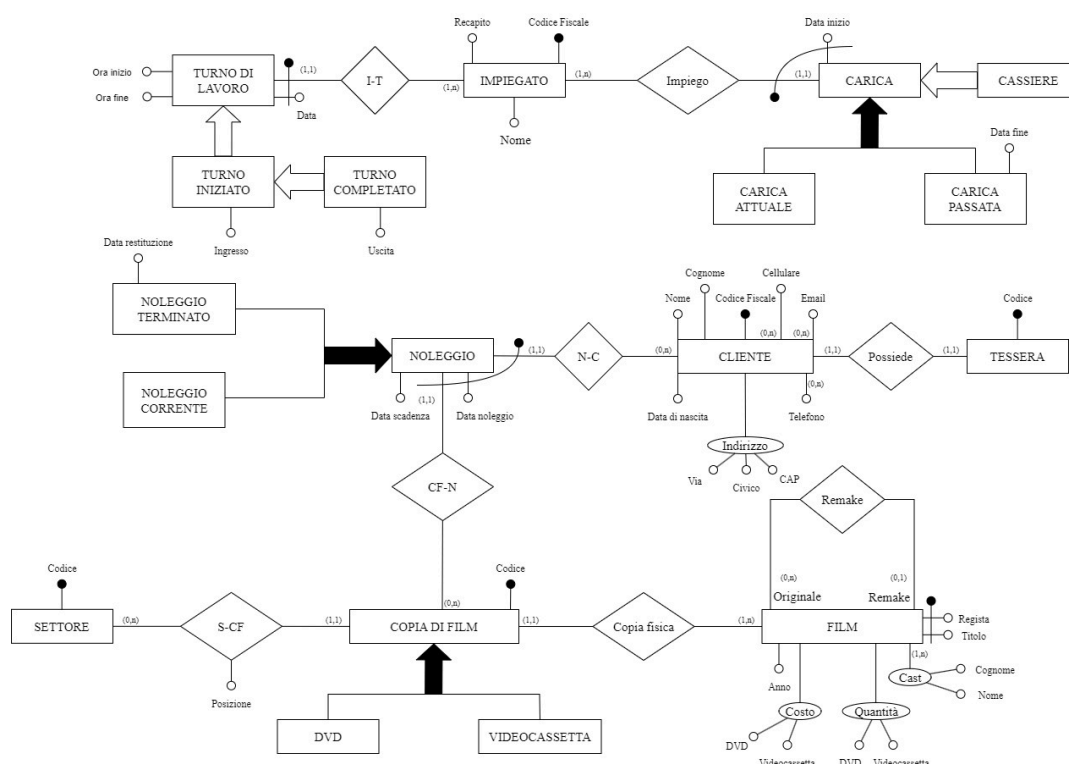 Recapito
Codice Fiscale
Data inizio
Ora inizio
TURNO DI
LAVORO
(1,1)
I-T
(1,n)
IMPIEGATO
(1,n)
Impiego
(1,1)
CARICA
CASSIERE
Ora fine
Data
Nome
Data fine
TURNO
INIZIATO
TURNO
COMPLETATO
CARICA
ATTUALE
CARICA
PASSATA
Ingresso
Uscita
Data restituzione
Cognome
Cellulare
Nome
Codice Fiscale
Email
Codice
NOLEGGIO
TERMINATO
(0,n)
(0,n)
NOLEGGIO
(1,1)
N-C
(0,n)
CLIENTE
(1,1)
Possiede
(1,1)
TESSERA
NOLEGGIO
CORRENTE
(1,1)
(0,n)
Data scadenza
Data noleggio
Data di nascita
Telefono
Indirizzo
Via
Civico
CAP
CF-N
Remake
Codice
Codice
(0,n)
(0,1)
(0,n)
Originale
Remake
SETTORE
(0,n)
S-CF
(1,1)
COPIA DI FILM
(1,1)
Copia fisica
(1,n)
FILM
Regista
Titolo
(1,n)
Posizione
Anno
Cast
Cognome
Nome
Costo
Quantità
DVD
VIDEOCASSETTA
DVD
Videocassetta
DVD
Videocassetta